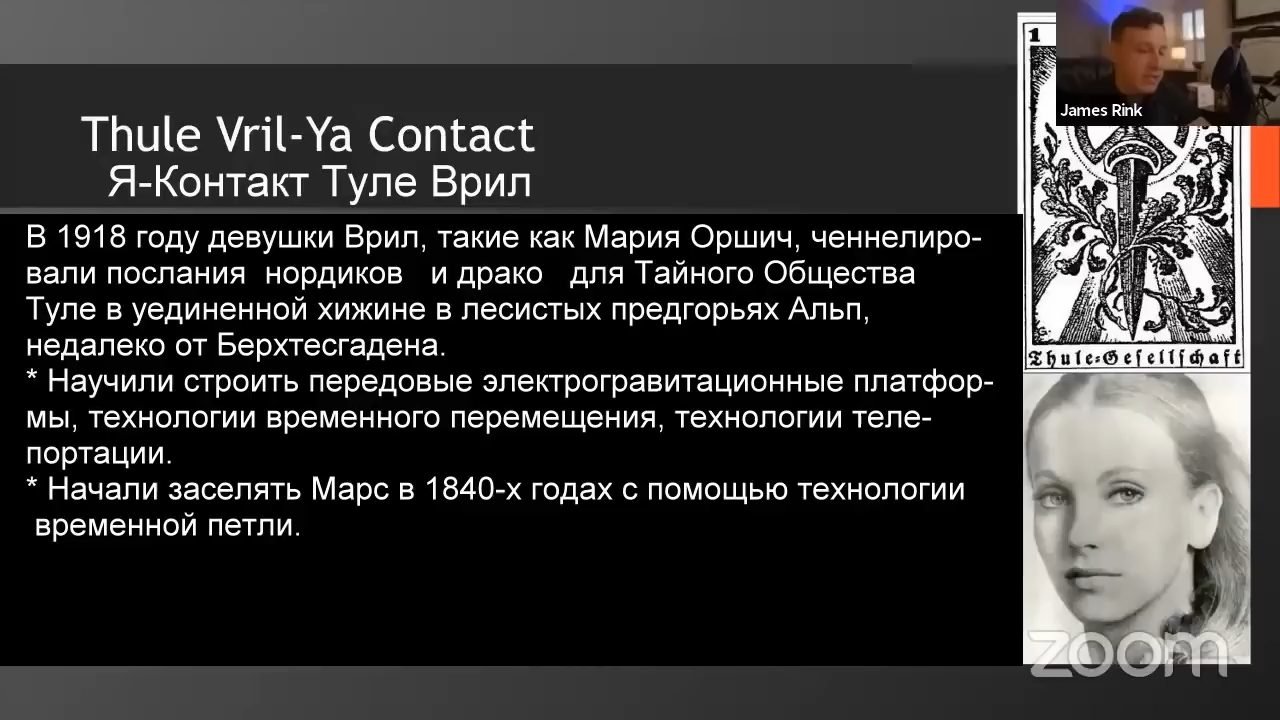 Thule Vril-Ya Contact
Я-Контакт Туле Врил
В 1918 году девушки Врил, такие как Мария Оршич, ченнелиро-
вали послания нордиков и драко для Тайного Общества
Туле в уединенной хижине в лесистых предгорьях Альп,
недалеко от Берхтесгадена.
* Научили строить передовые электрогравитационные платфор-
мы, технологии временного перемещения, технологии теле-
портации.
* Начали заселять Марс в 1840-х годах с помощью технологии
временной петли.
1
James Rink
Thule=Gesellschaft
zoom